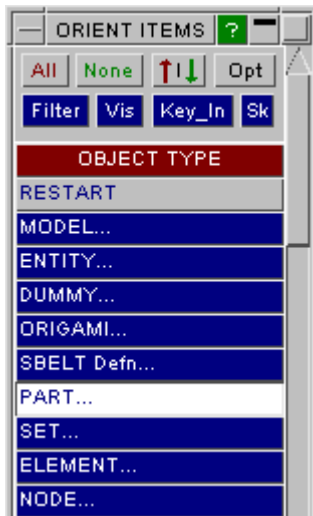 ORIENT ITEMS ?
All None ↑I↓ Opt
Filter Vis Key_In Sk
OBJECT TYPE
RESTART
MODEL...
ENTITY...
DUMMY...
ORIGAMI...
SBELT Defn...
PART...
SET...
ELEMENT...
NODE...